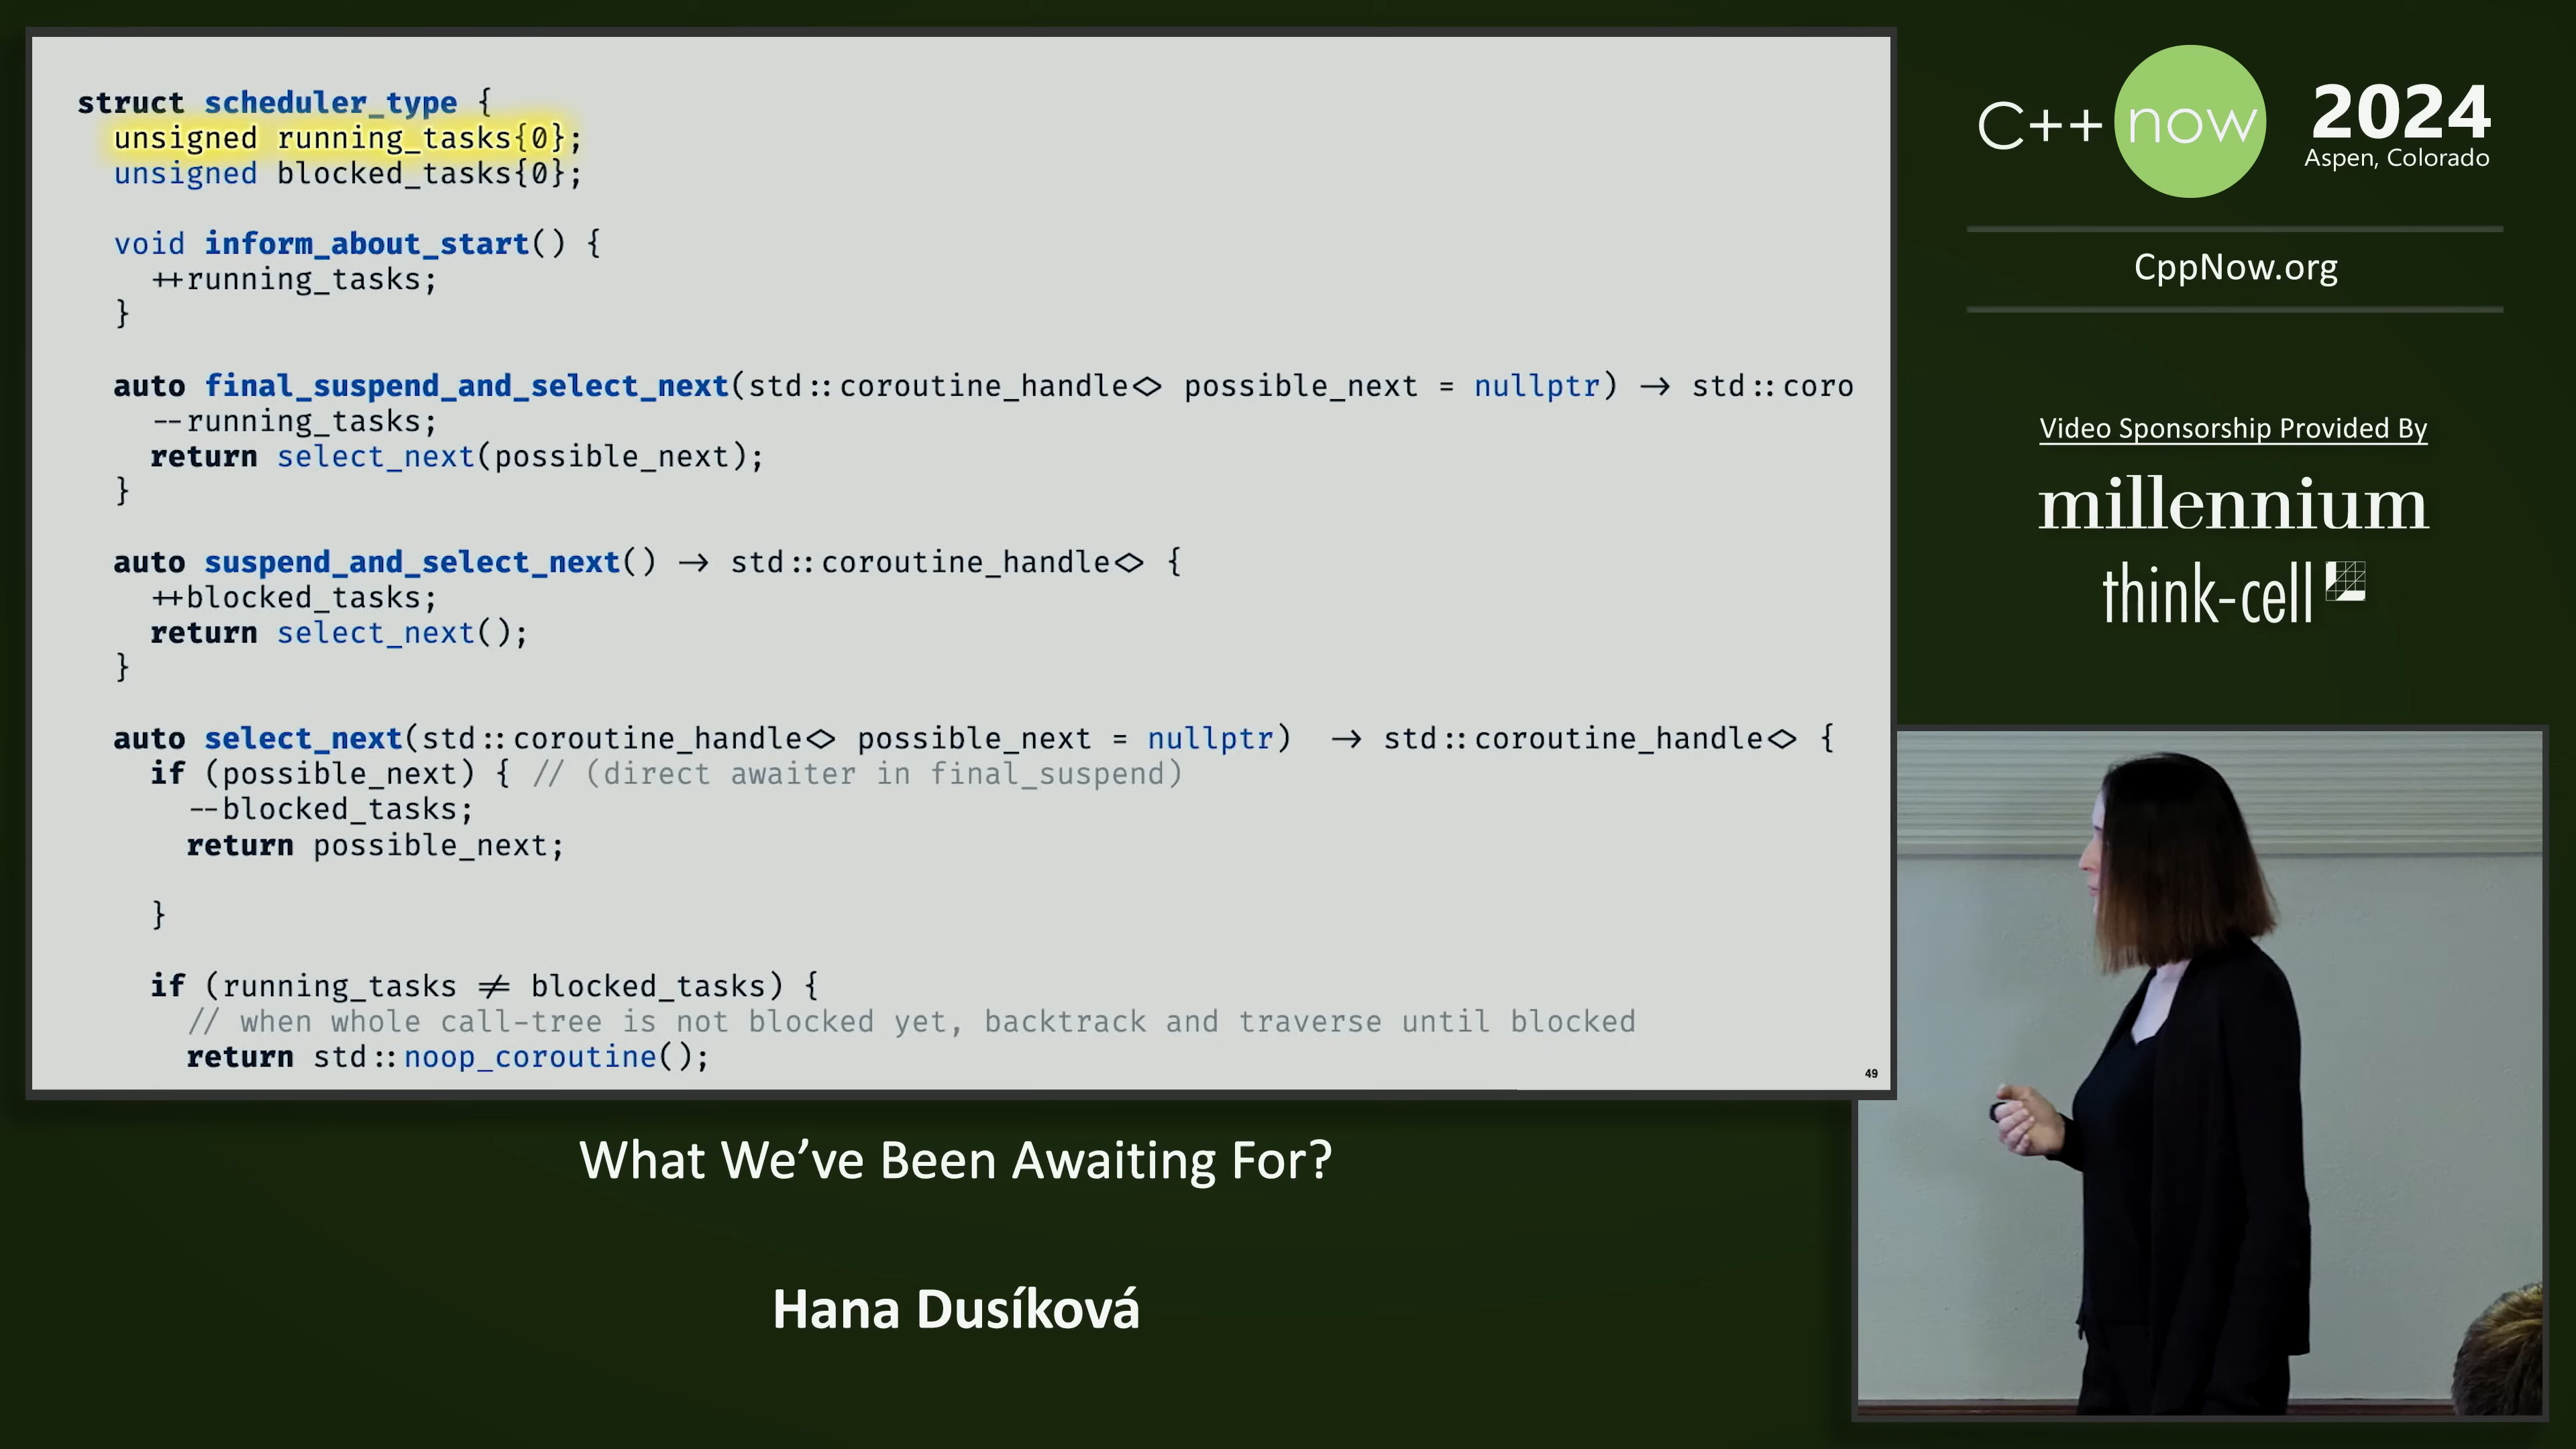 struct scheduler_type {
unsigned running_tasks{0};
unsigned blocked_tasks{0};
void inform_about_start() {
++running_tasks;
}
auto final_suspend_and_select_next(std::coroutine_handle<> possible_next = nullptr) -> std::coro
--running_tasks;
return select_next(possible_next);
}
auto suspend_and_select_next() -> std::coroutine_handle<> {
++blocked_tasks;
return select_next();
}
auto select_next(std::coroutine_handle<> possible_next = nullptr) -> std::coroutine_handle<> {
if (possible_next) { // (direct awaiter in final_suspend)
--blocked_tasks;
return possible_next;
}
if (running_tasks != blocked_tasks) {
// when whole call-tree is not blocked yet, backtrack and traverse until blocked
return std::noop_coroutine();
49
C++ now 2024
Aspen, Colorado
CppNow.org
Video Sponsorship Provided By
millennium
think-cell
What We’ve Been Awaiting For?
Hana Dusíková